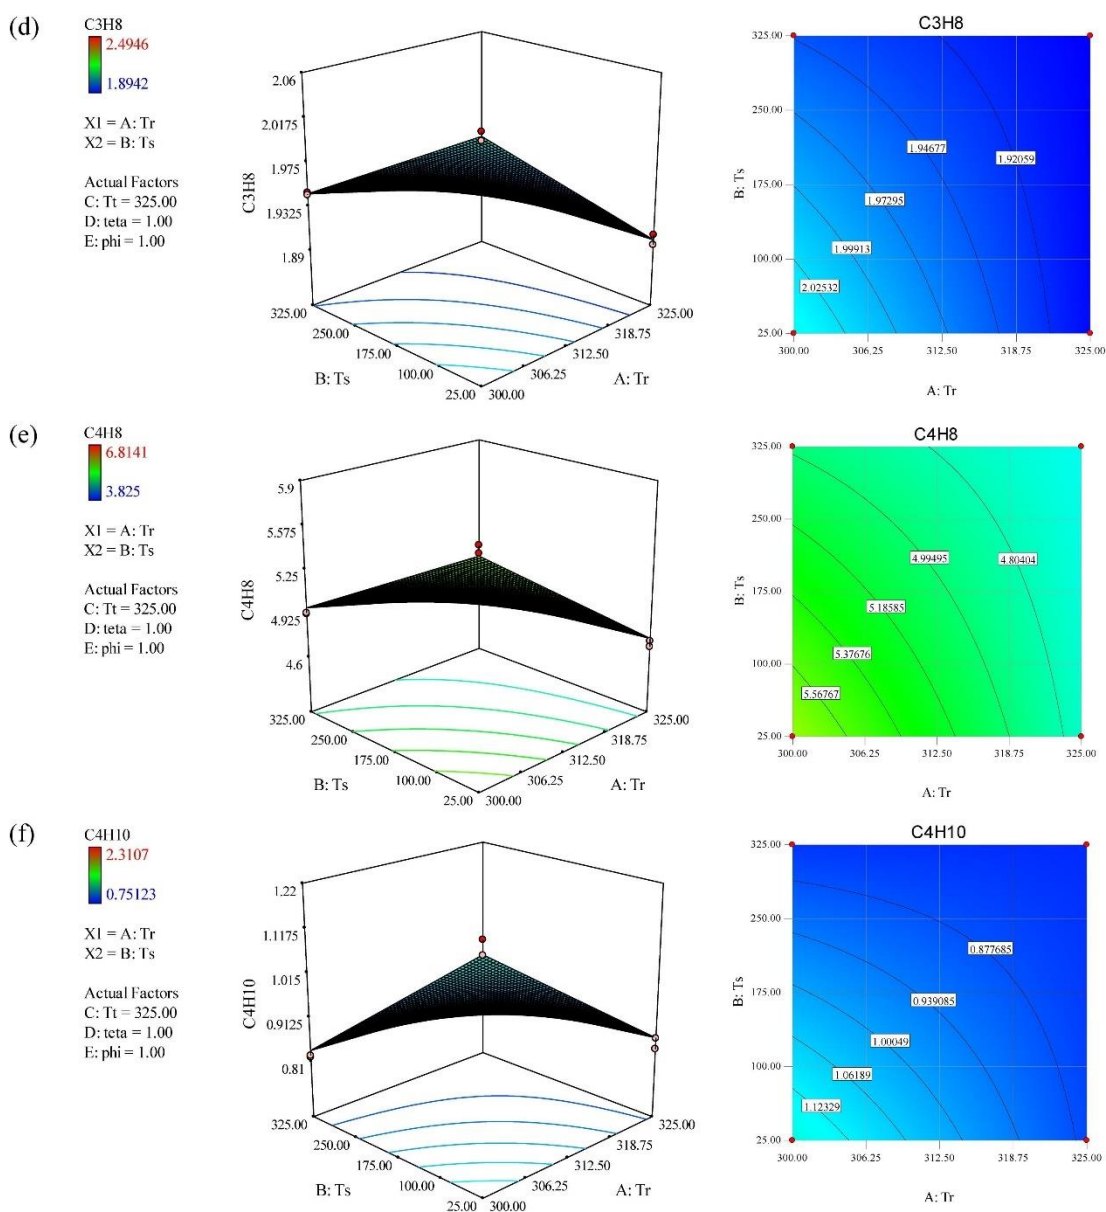 (d)
C3H8
2.4946
1.8942
X1 = A: Tr
X2 = B: Ts
Actual Factors
C: Tt = 325.00
D: teta = 1.00
E: phi = 1.00
2.06
2.0175
1.975
1.9325
1.89
C3H8
325.00
250.00
175.00
100.00
25.00
B: Ts
300.00
306.25
312.50
318.75
325.00
A: Tr
C3H8
325.00
250.00
175.00
100.00
25.00
B: Ts
1.94677
1.92059
1.97295
1.99913
2.02532
300.00
306.25
312.50
318.75
325.00
A: Tr
(e)
C4H8
6.8141
3.825
X1 = A: Tr
X2 = B: Ts
Actual Factors
C: Tt = 325.00
D: teta = 1.00
E: phi = 1.00
5.9
5.575
5.25
4.925
4.6
C4H8
325.00
250.00
175.00
100.00
25.00
B: Ts
300.00
306.25
312.50
318.75
325.00
A: Tr
C4H8
325.00
250.00
175.00
100.00
25.00
B: Ts
4.99495
4.80404
5.18585
5.37676
5.56767
300.00
306.25
312.50
318.75
325.00
A: Tr
(f)
C4H10
2.3107
0.75123
X1 = A: Tr
X2 = B: Ts
Actual Factors
C: Tt = 325.00
D: teta = 1.00
E: phi = 1.00
1.22
1.1175
1.015
0.9125
0.81
C4H10
325.00
250.00
175.00
100.00
25.00
B: Ts
300.00
306.25
312.50
318.75
325.00
A: Tr
C4H10
325.00
250.00
175.00
100.00
25.00
B: Ts
0.877685
0.939085
1.00049
1.06189
1.12329
300.00
306.25
312.50
318.75
325.00
A: Tr